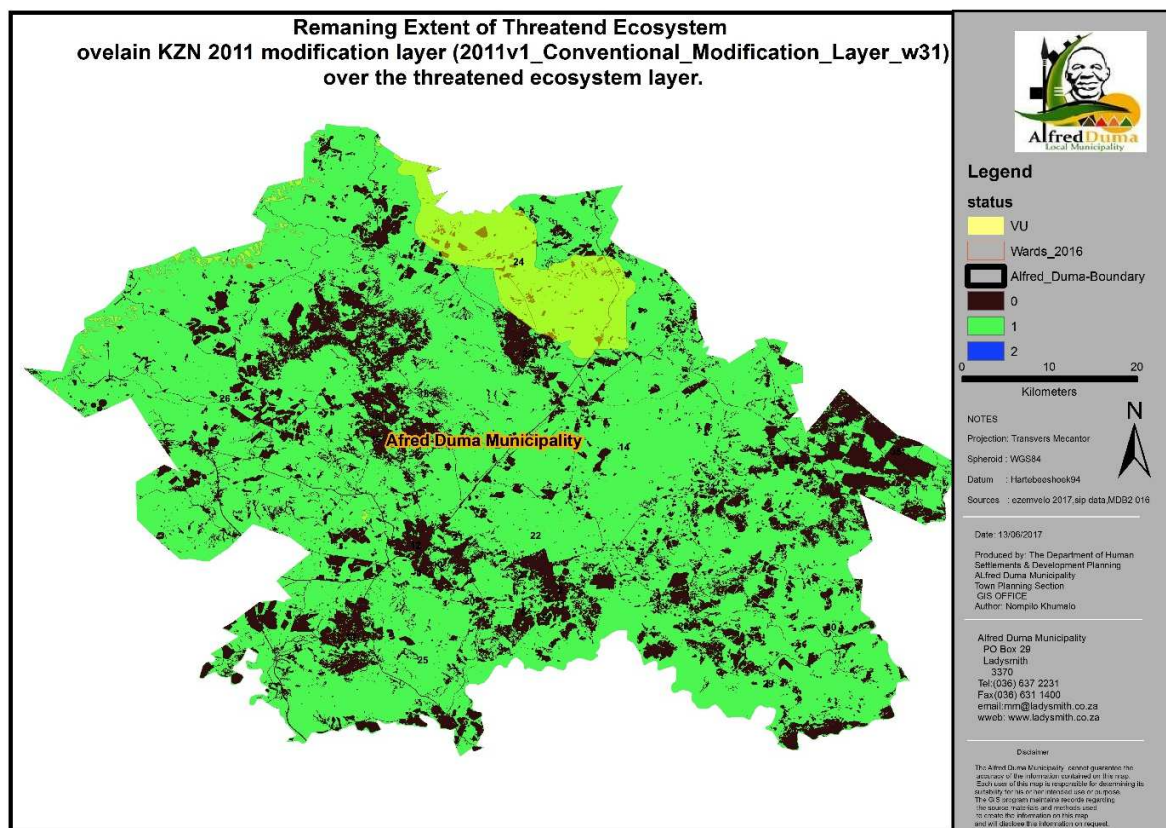 Remaning Extent of Threatend Ecosystem
ovelain KZN 2011 modification layer (2011v1_Conventional_Modification_Layer_w31)
over the threatened ecosystem layer.
24
26
14
Afred Duma Municipality
22
25
AlfredDuma
Local Municipality
Legend
status
VU
Wards_2016
Alfred_Duma-Boundary
0
1
2
0 10 20
Kilometers
N
NOTES
Projection: Transvers Mecantor
Spheroid : WGS84
Datum : Hartebeeshoek94
Sources : ezemvelo 2017,sip data,MDB2 016
Date: 13/06/2017
Produced by: The Department of Human
Settlements & Development Planning
ALfred Duma Municipality
Town Planning Section
GIS OFFICE
Author: Nompilo Khumelo
Alfred Duma Municipality
PO Box 29
Ladysmith
3370
Tel:(036) 637 2231
Fax(036) 631 1400
email:mm@ladysmith.co.za
wweb: www.ladysmith.co.za
Disclaimer
The Alfred Duma Municipality cannot guarantee the
accuracy of the information contained on this map.
Each user of this map is responsible for determining its
suitability for his or her intended use or purpose.
The GIS program maintains records regarding
the source materials and methods used
to create the information on this map
and will disclose this information on request.